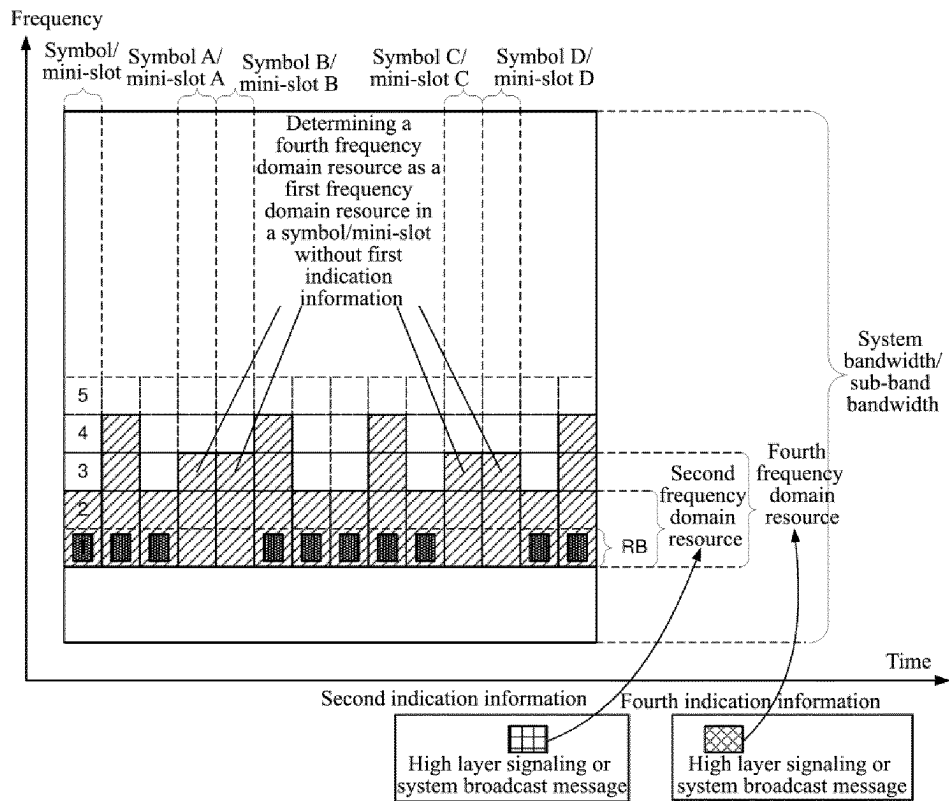 Frequency
Symbol/
mini-slot
Symbol A/
mini-slot A
Symbol B/
mini-slot B
Symbol C/
mini-slot C
Symbol D/
mini-slot D
Determining a
fourth frequency
domain resource as a
first frequency
domain resource in
a symbol/mini-slot
without first
indication
information
System
bandwidth/
sub-band
bandwidth
5
4
3
2
Second
frequency
domain
resource
Fourth
frequency
domain
resource
RB
Time
Second indication information
High layer signaling or
system broadcast message
Fourth indication information
High layer signaling or
system broadcast message